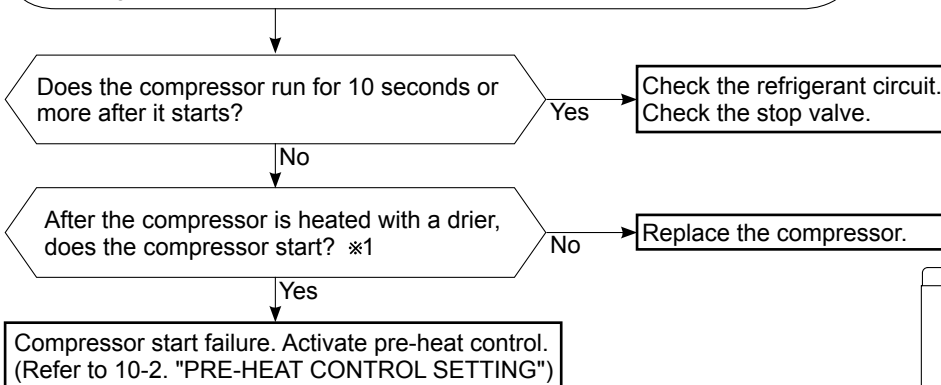 Does the compressor run for 10 seconds or
more after it starts?
Yes
Check the refrigerant circuit.
Check the stop valve.
No
After the compressor is heated with a drier,
does the compressor start? ※1
No
Replace the compressor.
Yes
Compressor start failure. Activate pre-heat control.
(Refer to 10-2. "PRE-HEAT CONTROL SETTING")